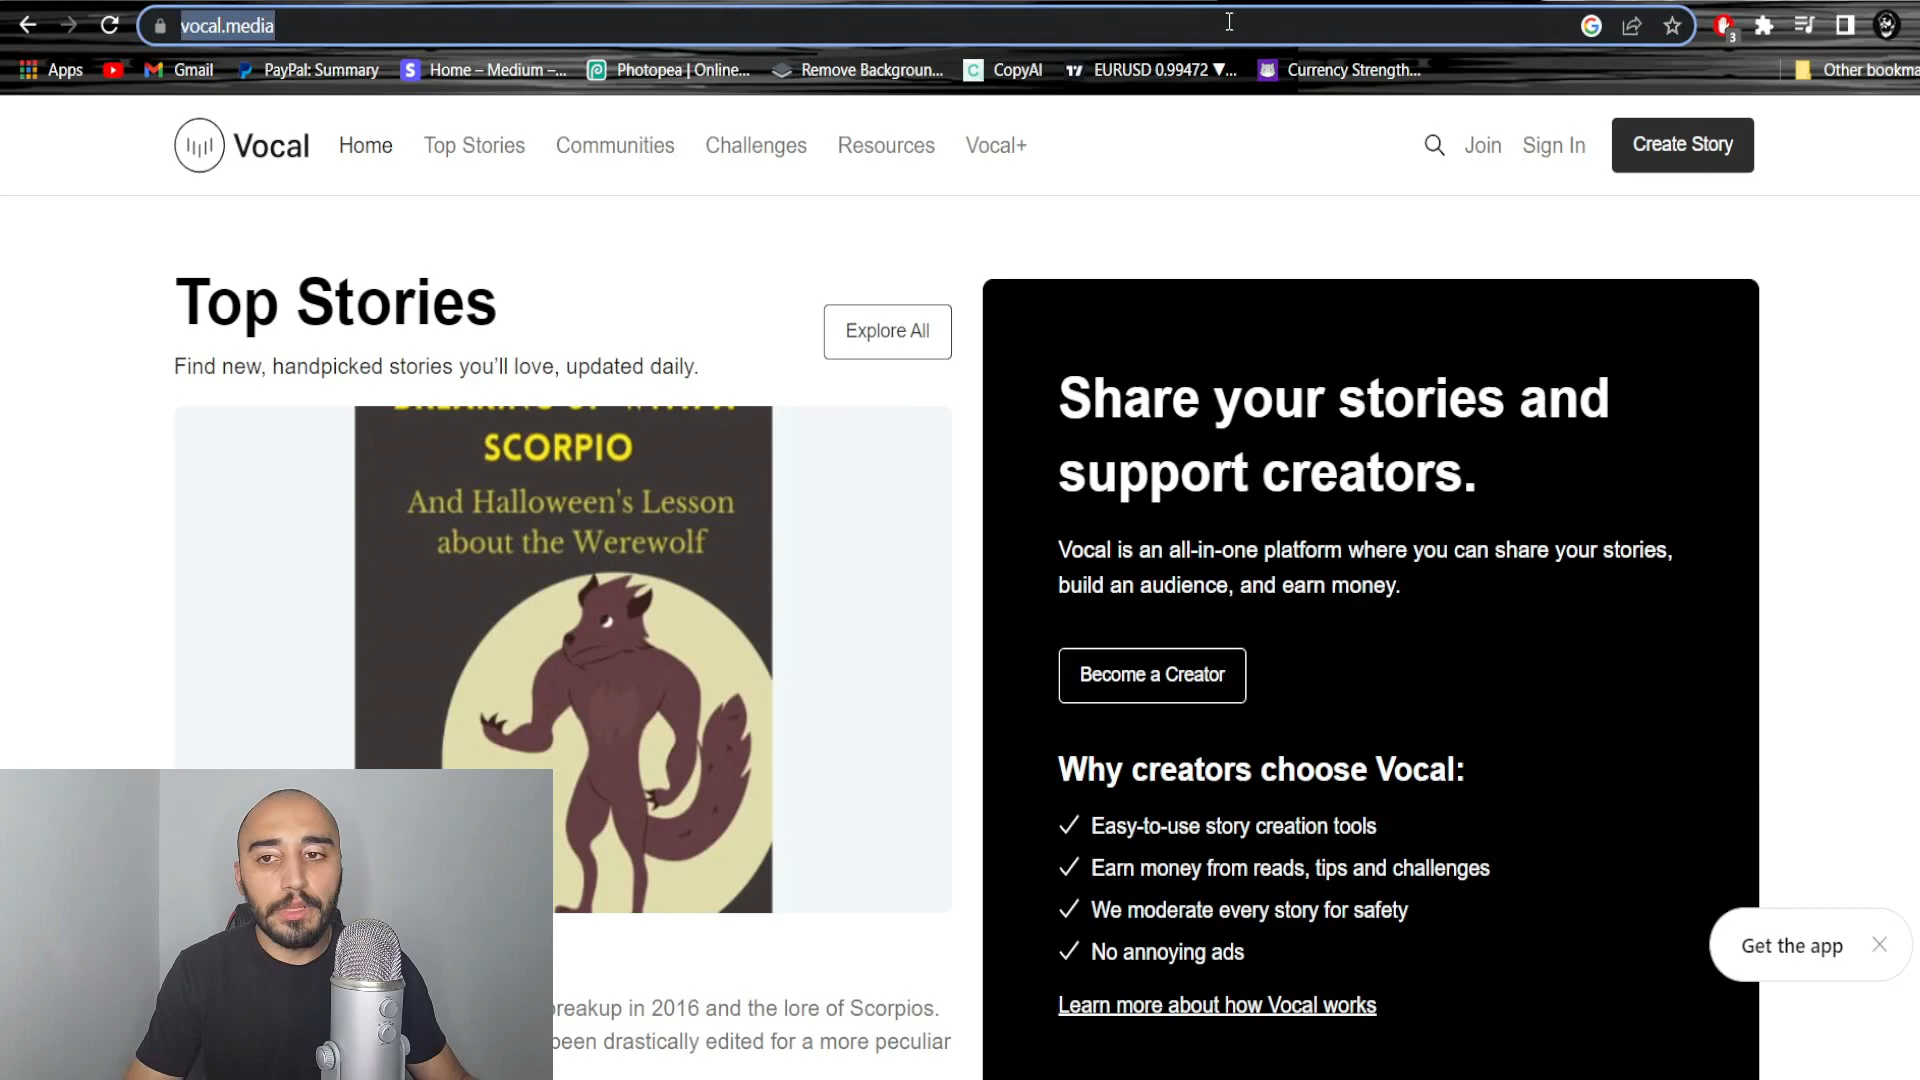 vocal.media
3
Apps
Gmail
PayPal: Summary
Home – Medium –...
Photopea | Online...
Remove Backgroun...
CopyAI
EURUSD 0.99472 ▼...
Currency Strength...
Other bookma
Vocal
Home
Top Stories
Communities
Challenges
Resources
Vocal+
Join
Sign In
Create Story
Top Stories
Explore All
Find new, handpicked stories you’ll love, updated daily.
SCORPIO
And Halloween's Lesson
about the Werewolf
breakup in 2016 and the lore of Scorpios.
been drastically edited for a more peculiar
Share your stories and
support creators.
Vocal is an all-in-one platform where you can share your stories,
build an audience, and earn money.
Become a Creator
Why creators choose Vocal:
Easy-to-use story creation tools
Earn money from reads, tips and challenges
We moderate every story for safety
No annoying ads
Learn more about how Vocal works
Get the app